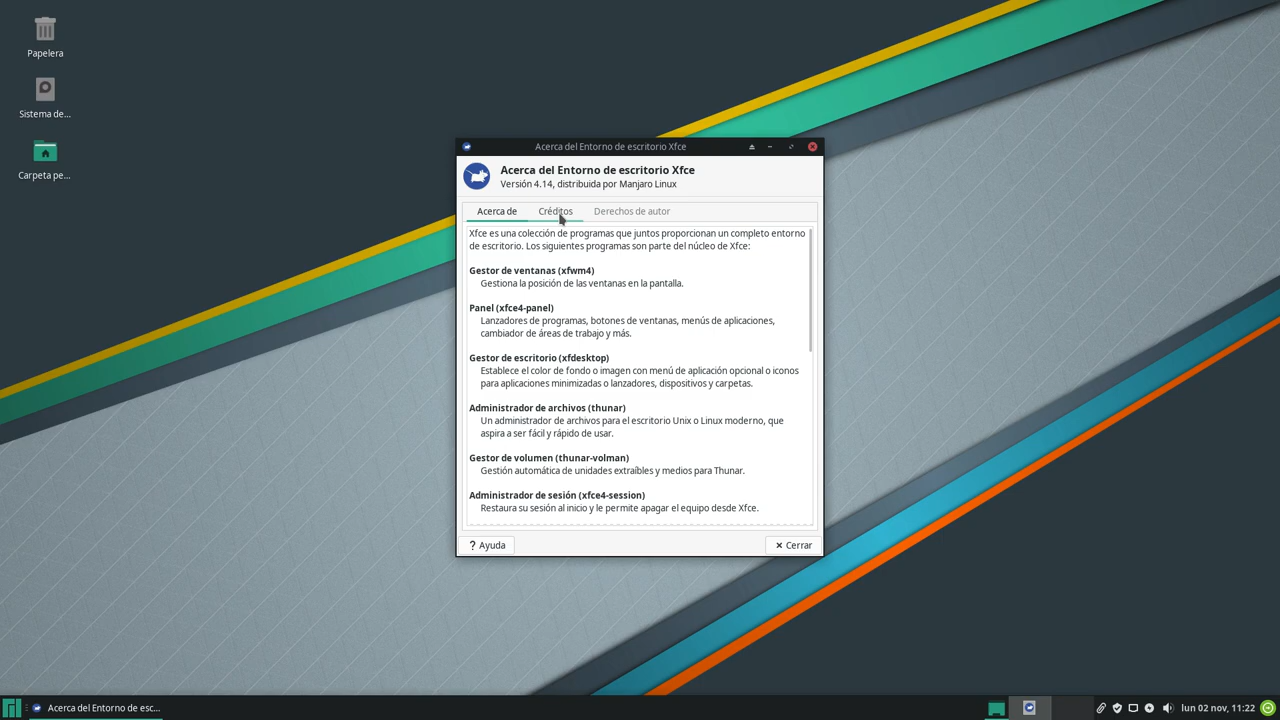 Papelera
Sistema de...
Carpeta pe...
Acerca del Entorno de escritorio Xfce
Acerca del Entorno de escritorio Xfce
Versión 4.14, distribuida por Manjaro Linux
Acerca de Créditos Derechos de autor
Xfce es una colección de programas que juntos proporcionan un completo entorno
de escritorio. Los siguientes programas son parte del núcleo de Xfce:
Gestor de ventanas (xfwm4)
Gestiona la posición de las ventanas en la pantalla.
Panel (xfce4-panel)
Lanzadores de programas, botones de ventanas, menús de aplicaciones,
cambiador de áreas de trabajo y más.
Gestor de escritorio (xfdesktop)
Establece el color de fondo o imagen con menú de aplicación opcional o iconos
para aplicaciones minimizadas o lanzadores, dispositivos y carpetas.
Administrador de archivos (thunar)
Un administrador de archivos para el escritorio Unix o Linux moderno, que
aspira a ser fácil y rápido de usar.
Gestor de volumen (thunar-volman)
Gestión automática de unidades extraíbles y medios para Thunar.
Administrador de sesión (xfce4-session)
Restaura su sesión al inicio y le permite apagar el equipo desde Xfce.
? Ayuda
Cerrar
Acerca del Entorno de esc...
lun 02 nov, 11:22